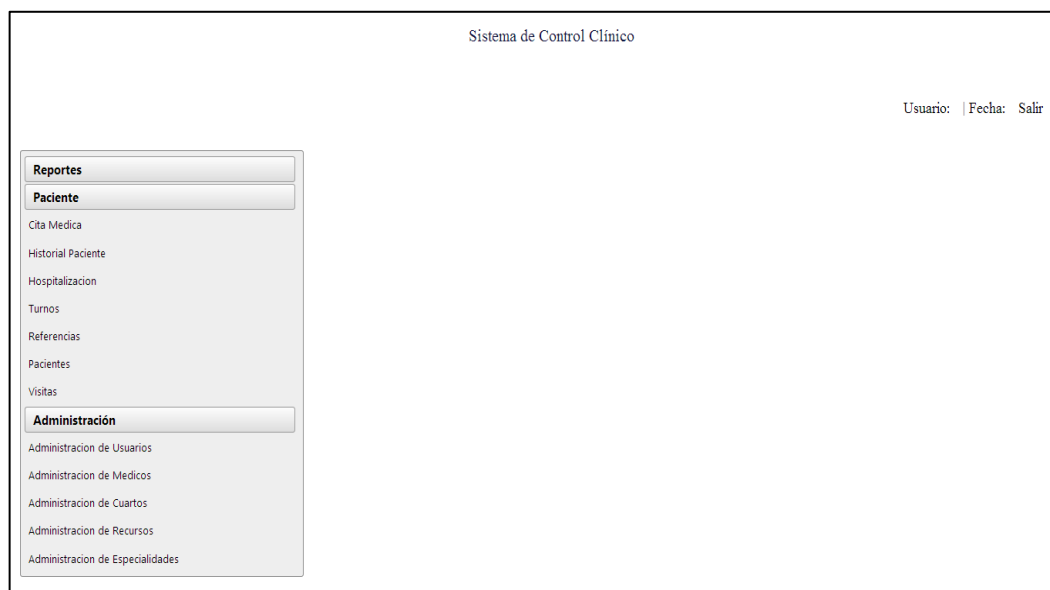 Sistema de Control Clínico
Usuario: | Fecha: Salir
Reportes
Paciente
Cita Medica
Historial Paciente
Hospitalizacion
Turnos
Referencias
Pacientes
Visitas
Administración
Administracion de Usuarios
Administracion de Medicos
Administracion de Cuartos
Administracion de Recursos
Administracion de Especialidades